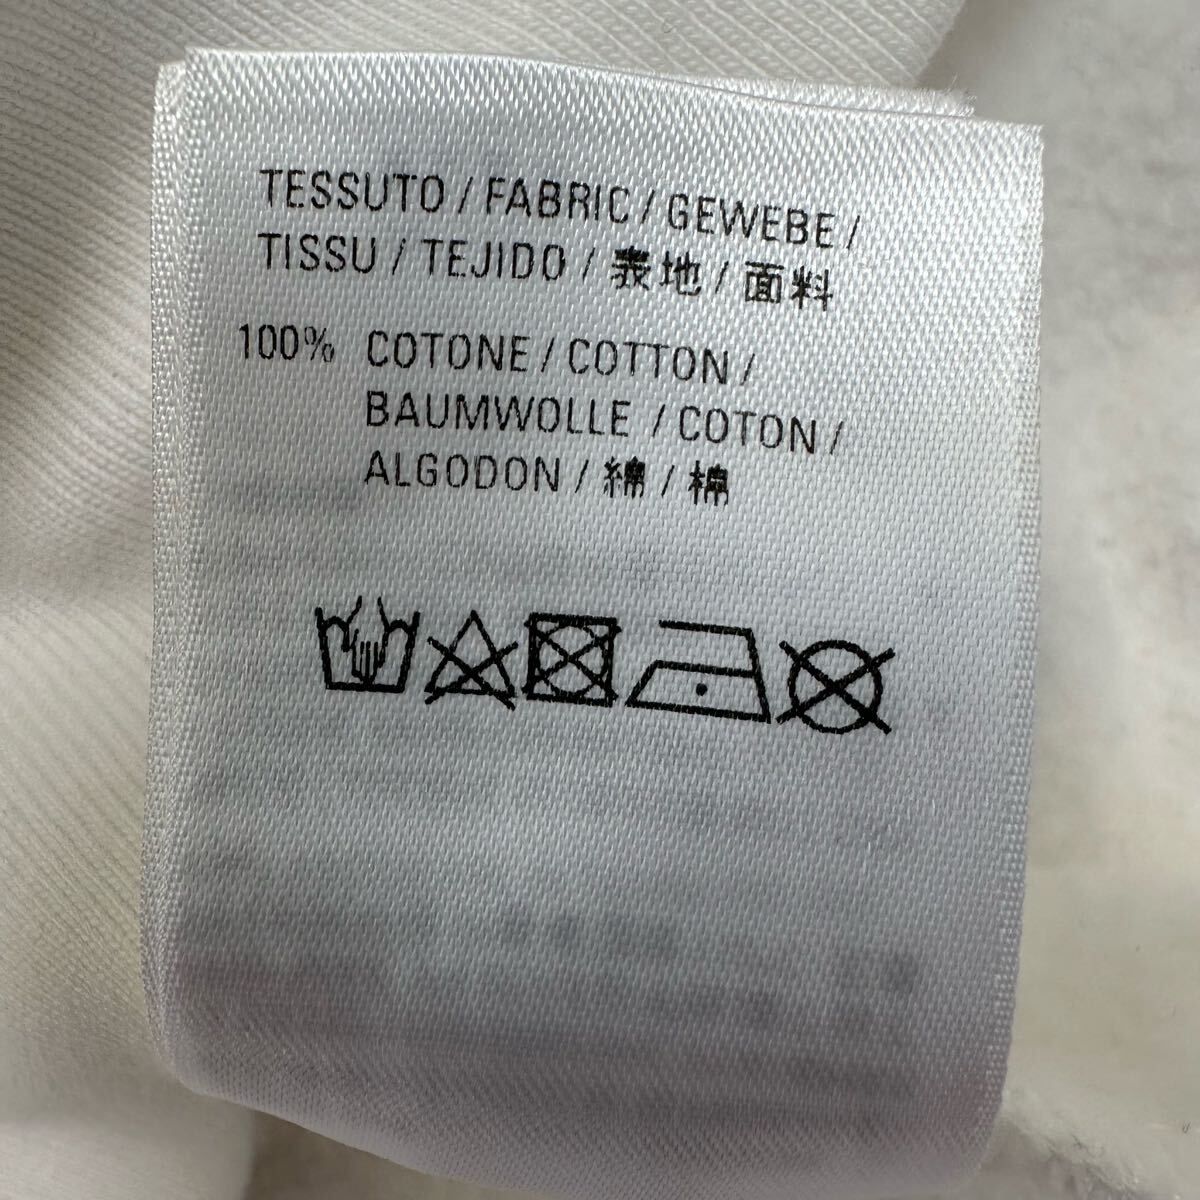 TESSUTO / FABRIC / GEWEBE /
TISSU / TEJIDO / 表地 / 面料
100% COTONE / COTTON /
BAUMWOLLE / COTON /
ALGODON / 綿 / 棉